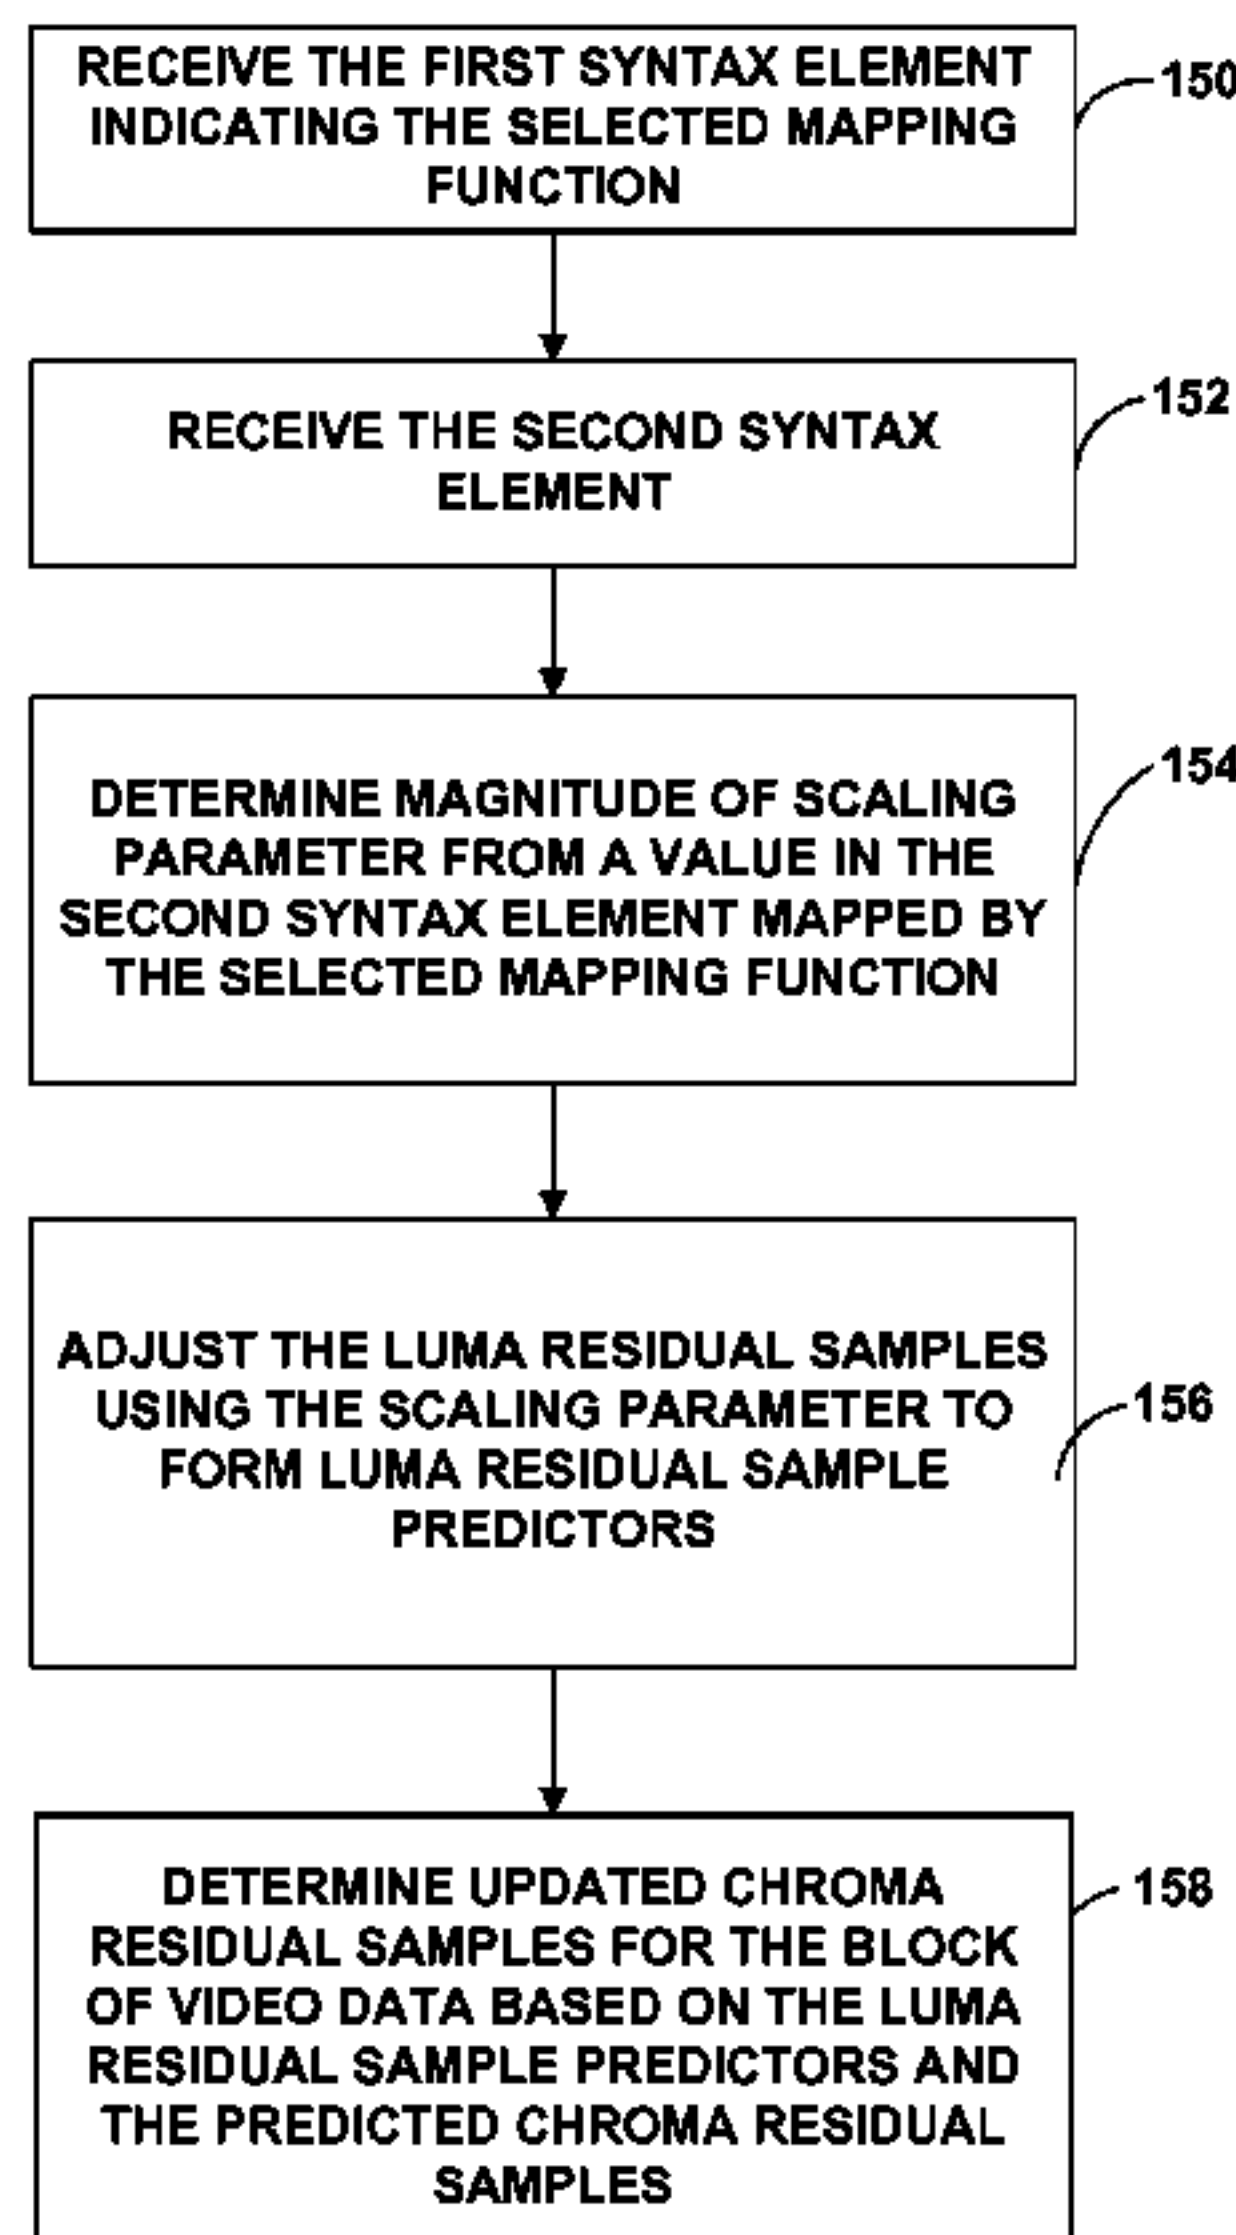 RECEIVE THE FIRST SYNTAX ELEMENT
INDICATING THE SELECTED MAPPING
FUNCTION
150
RECEIVE THE SECOND SYNTAX
ELEMENT
152
DETERMINE MAGNITUDE OF SCALING
PARAMETER FROM A VALUE IN THE
SECOND SYNTAX ELEMENT MAPPED BY
THE SELECTED MAPPING FUNCTION
154
ADJUST THE LUMA RESIDUAL SAMPLES
USING THE SCALING PARAMETER TO
FORM LUMA RESIDUAL SAMPLE
PREDICTORS
156
DETERMINE UPDATED CHROMA
RESIDUAL SAMPLES FOR THE BLOCK
OF VIDEO DATA BASED ON THE LUMA
RESIDUAL SAMPLE PREDICTORS AND
THE PREDICTED CHROMA RESIDUAL
SAMPLES
158